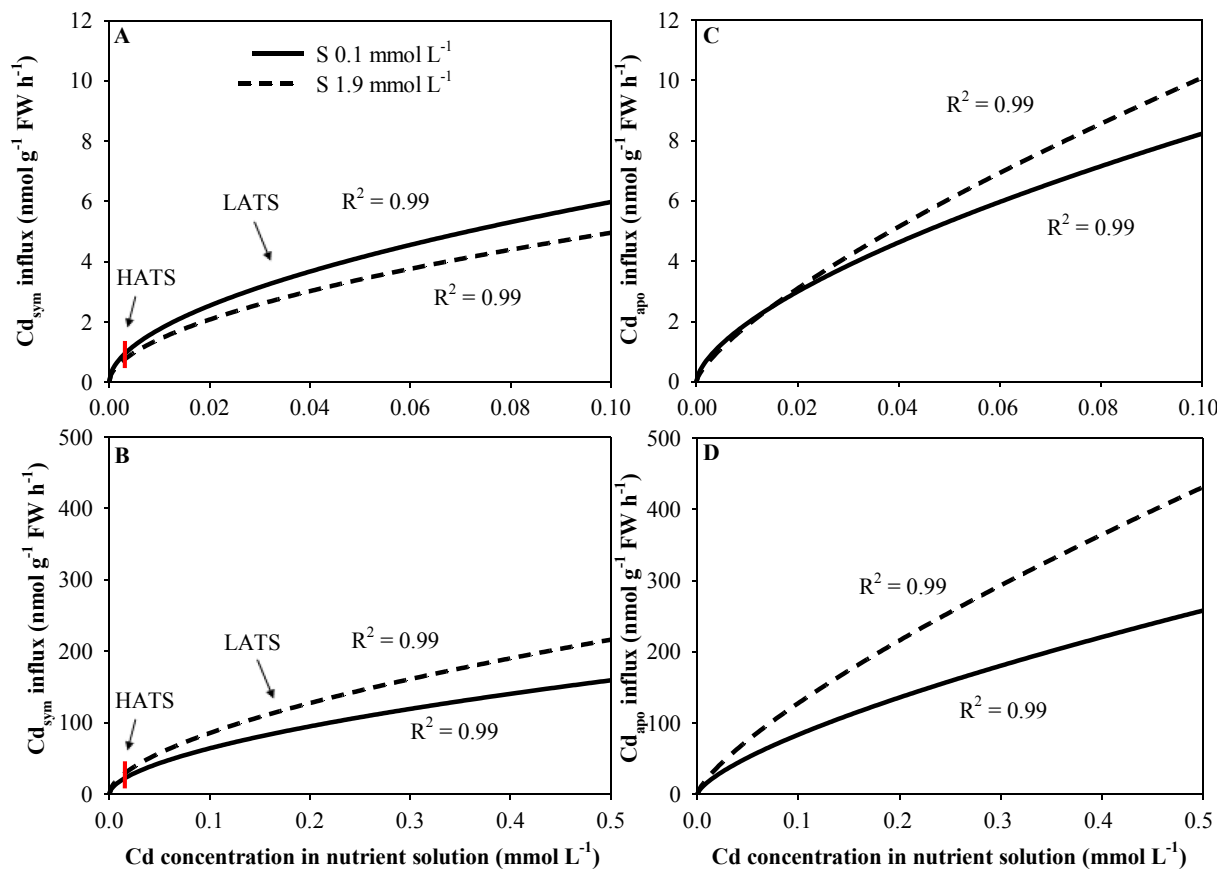 A
S 0.1 mmol L⁻¹
S 1.9 mmol L⁻¹
LATS
HATS
R² = 0.99
R² = 0.99
Cd_sym influx (nmol g⁻¹ FW h⁻¹)
12
10
8
6
4
2
0
0.00 0.02 0.04 0.06 0.08 0.10
C
R² = 0.99
R² = 0.99
Cd_apo influx (nmol g⁻¹ FW h⁻¹)
12
10
8
6
4
2
0
0.00 0.02 0.04 0.06 0.08 0.10
B
LATS
HATS
R² = 0.99
R² = 0.99
Cd_sym influx (nmol g⁻¹ FW h⁻¹)
500
400
300
200
100
0
0.0 0.1 0.2 0.3 0.4 0.5
Cd concentration in nutrient solution (mmol L⁻¹)
D
R² = 0.99
R² = 0.99
Cd_apo influx (nmol g⁻¹ FW h⁻¹)
500
400
300
200
100
0
0.0 0.1 0.2 0.3 0.4 0.5
Cd concentration in nutrient solution (mmol L⁻¹)